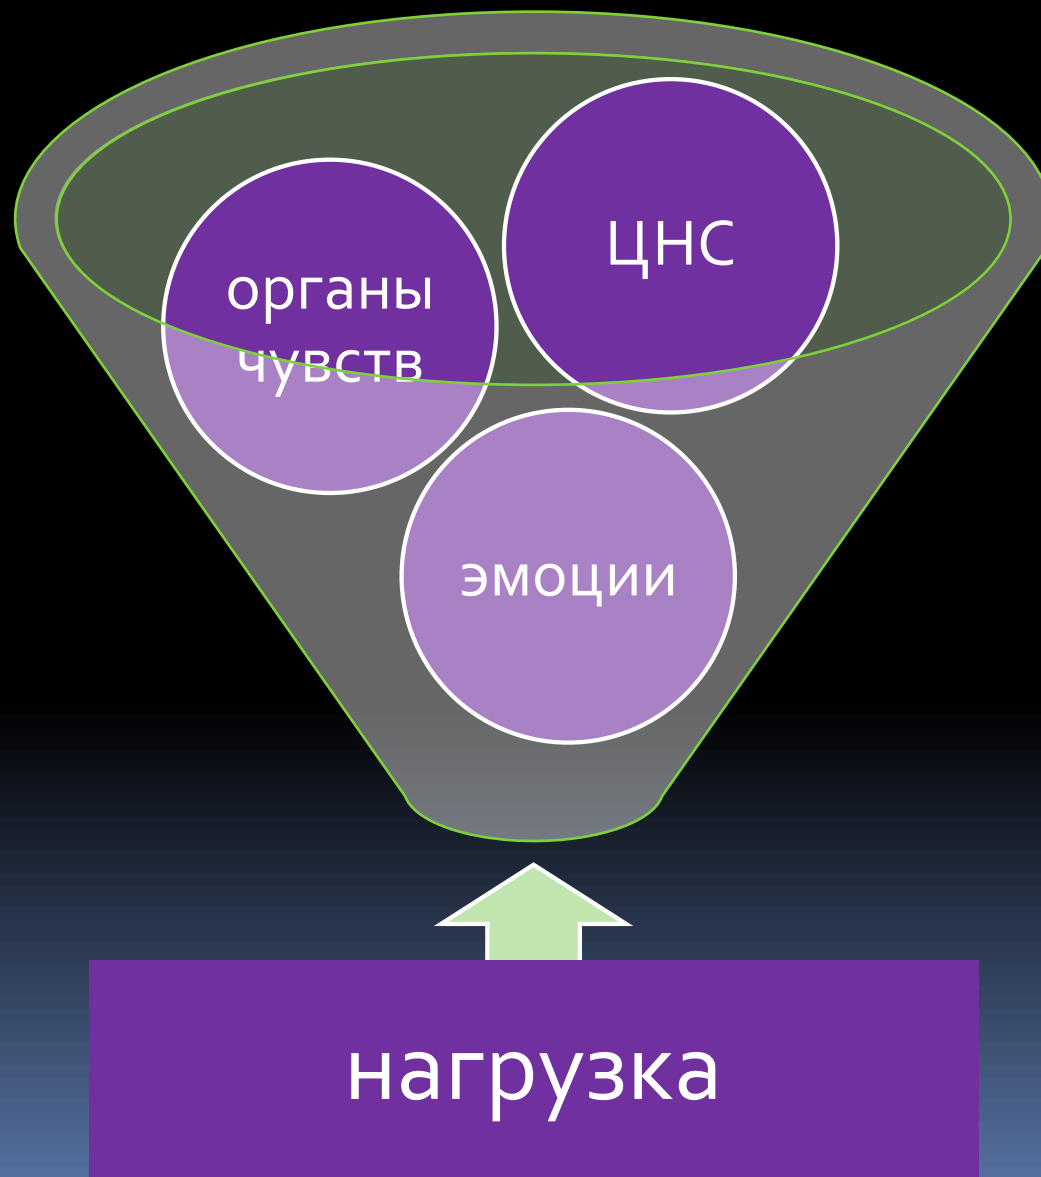 ЦНС
органы
чувств
эмоции
нагрузка